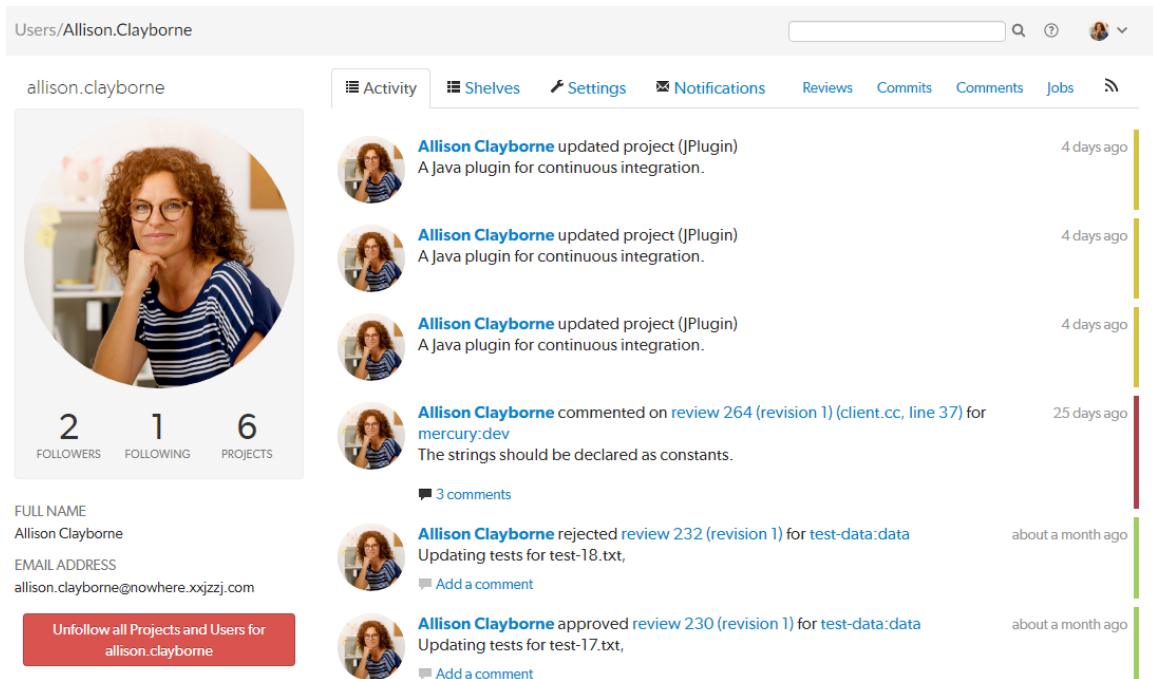 Users/Allison.Clayborne
allison.clayborne
2 1 6
FOLLOWERS FOLLOWING PROJECTS
FULL NAME
Allison Clayborne
EMAIL ADDRESS
allison.clayborne@nowhere.xxjzzj.com
Unfollow all Projects and Users for
allison.clayborne
Activity Shelves Settings Notifications Reviews Commits Comments Jobs
Allison Clayborne updated project (JPlugin) 4 days ago
A Java plugin for continuous integration.
Allison Clayborne updated project (JPlugin) 4 days ago
A Java plugin for continuous integration.
Allison Clayborne updated project (JPlugin) 4 days ago
A Java plugin for continuous integration.
Allison Clayborne commented on review 264 (revision 1) (client.cc, line 37) for 25 days ago
mercury:dev
The strings should be declared as constants.
3 comments
Allison Clayborne rejected review 232 (revision 1) for test-data:data about a month ago
Updating tests for test-18.txt,
Add a comment
Allison Clayborne approved review 230 (revision 1) for test-data:data about a month ago
Updating tests for test-17.txt,
Add a comment